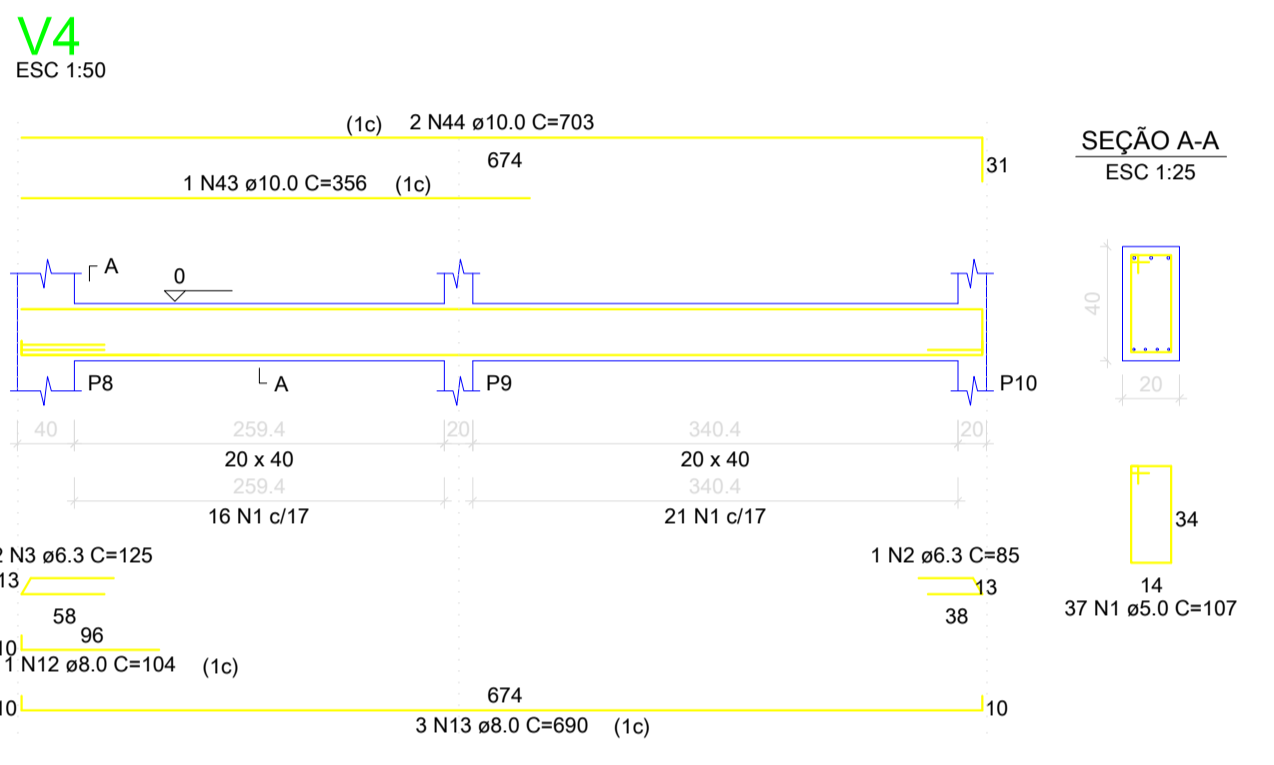 V4
ESC 1:50
(1c) 2 N44 ø10.0 C=703
674
31
1 N43 ø10.0 C=356 (1c)
SEÇÃO A-A
ESC 1:25
A
0
40
20
P8
A
P9
P10
40
259.4
20
340.4
20
20 x 40
20 x 40
259.4
340.4
16 N1 c/17
21 N1 c/17
34
14
37 N1 ø5.0 C=107
2 N3 ø6.3 C=125
13
58
1 N2 ø6.3 C=85
13
38
96
10
1 N12 ø8.0 C=104 (1c)
674
10
10
3 N13 ø8.0 C=690 (1c)